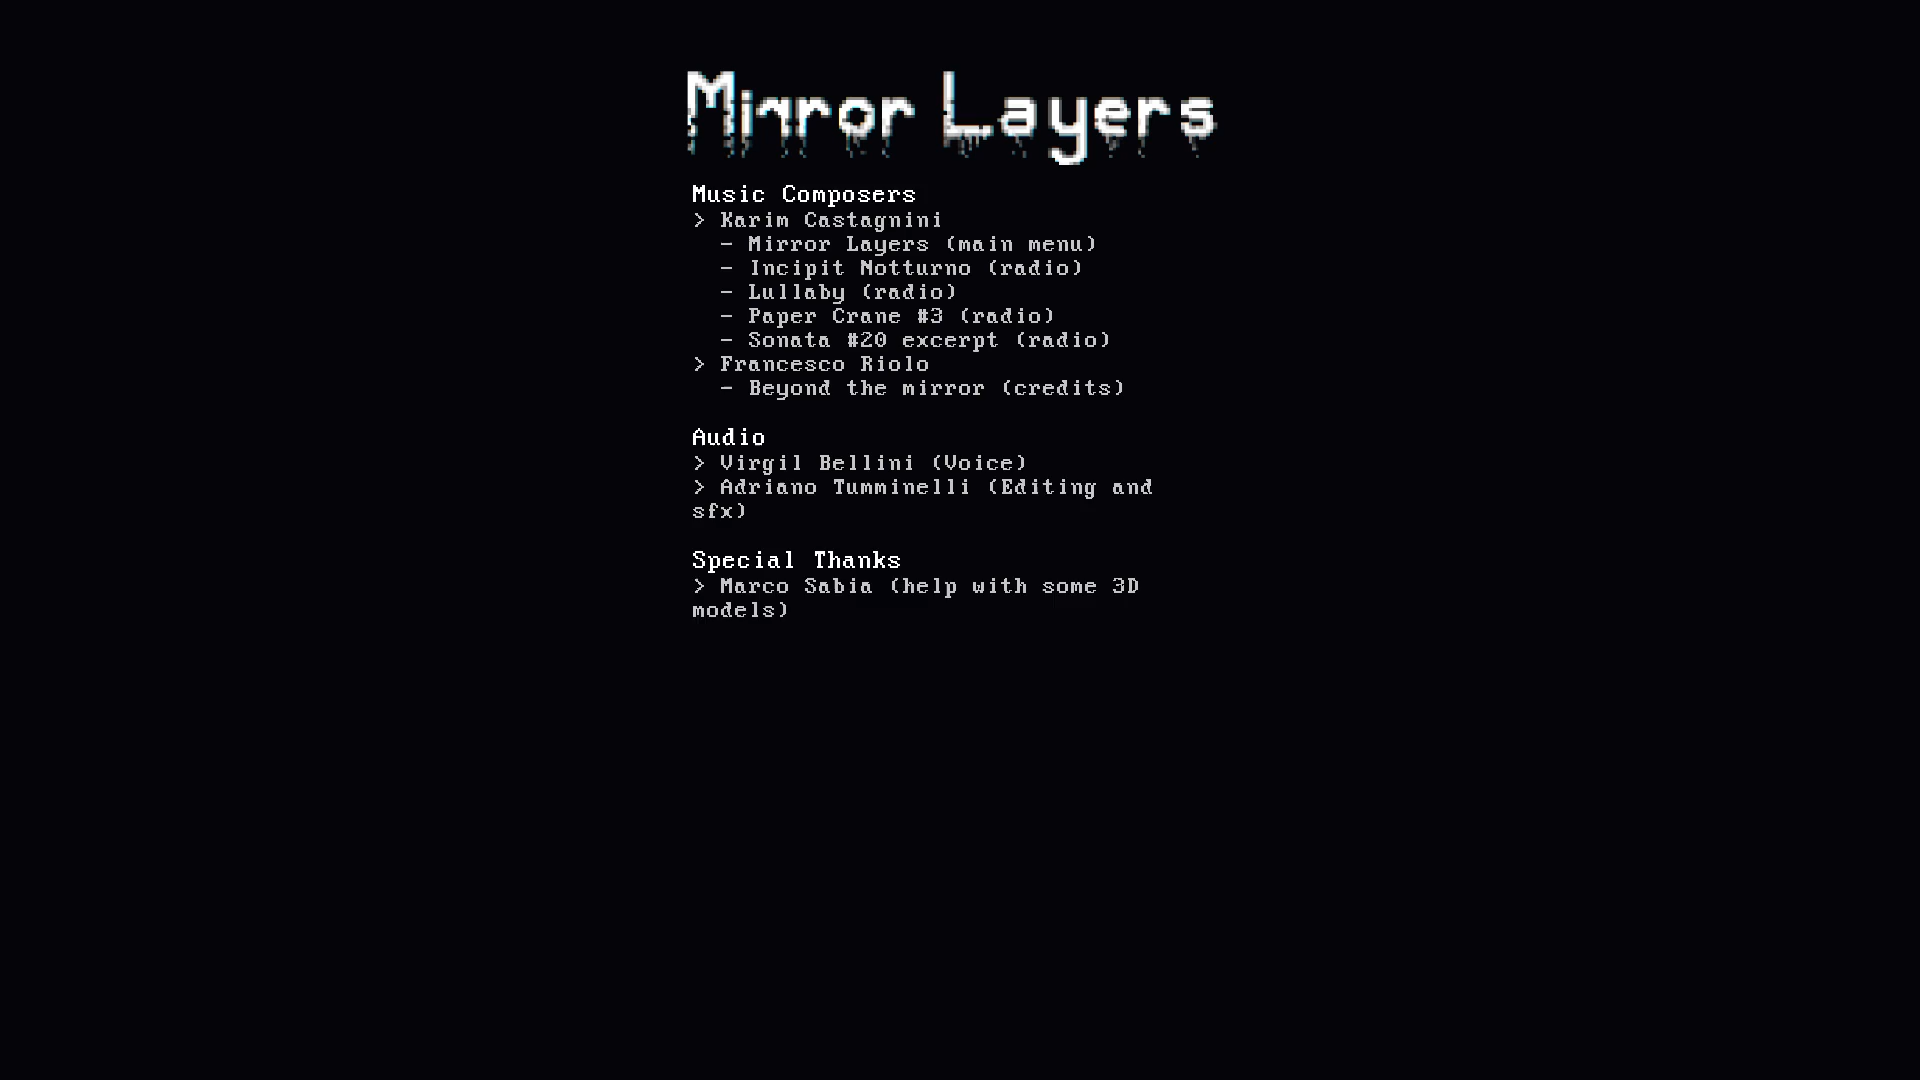 Mirror Layers
Music Composers
> Karim Castagnini
- Mirror Layers (main menu)
- Incipit Notturno (radio)
- Lullaby (radio)
- Paper Crane #3 (radio)
- Sonata #20 excerpt (radio)
> Francesco Riolo
- Beyond the mirror (credits)
Audio
> Virgil Bellini (Voice)
> Adriano Tumminelli (Editing and
sfx)
Special Thanks
> Marco Sabia (help with some 3D
models)